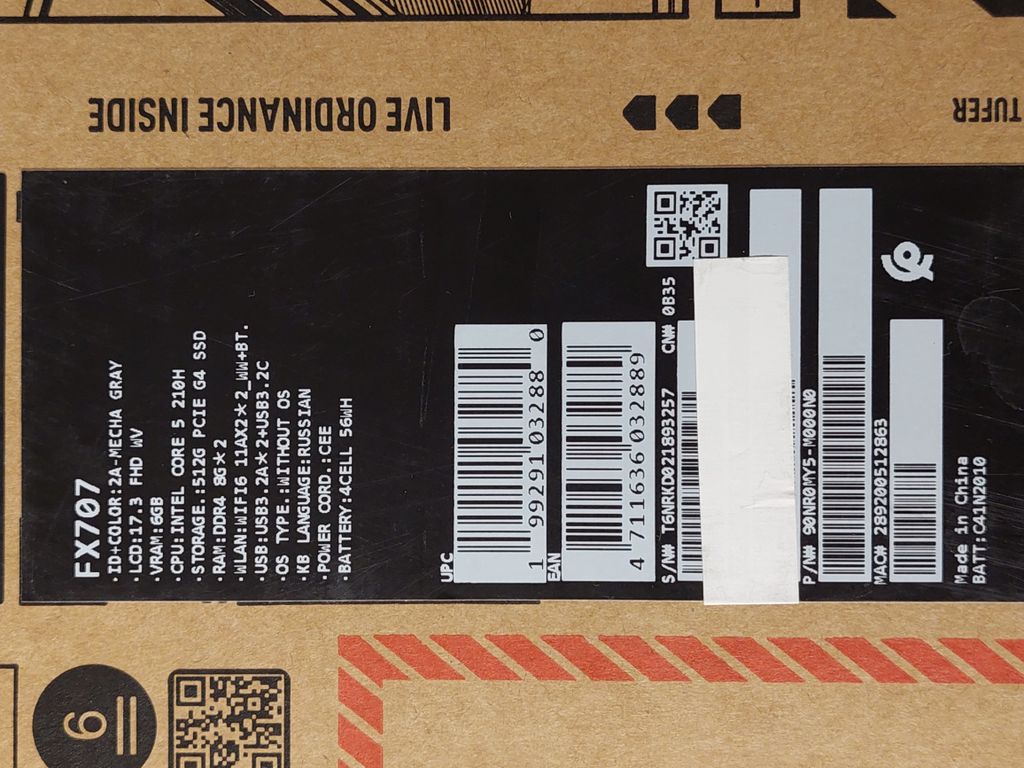 LIVE ORDINANCE INSIDE
TUFER
FX707
·ID+COLOR:2A-MECHA GRAY
·LCD:17.3 FHD WV
·VRAM:6GB
·CPU:INTEL CORE 5 210H
·STORAGE.:512G PCIE G4 SSD
·RAM:DDR4 8G*2
·WLAN:WIFI6 11AX2*2_WW+BT.
·USB:USB3.2A*2+USB3.2C
·OS TYPE.:WITHOUT OS
·KB LANGUAGE:RUSSIAN
·POWER CORD.:CEE
·BATTERY:4CELL 56WH
UPC
1 99291 03288 0
EAN
4 711636 032889
S/N# T6NRKD021893257 CN# 0B35
P/N# 90NR0MY5-M000N0
MAC# 289200512863
Made in China
BATT:C41N2010
6